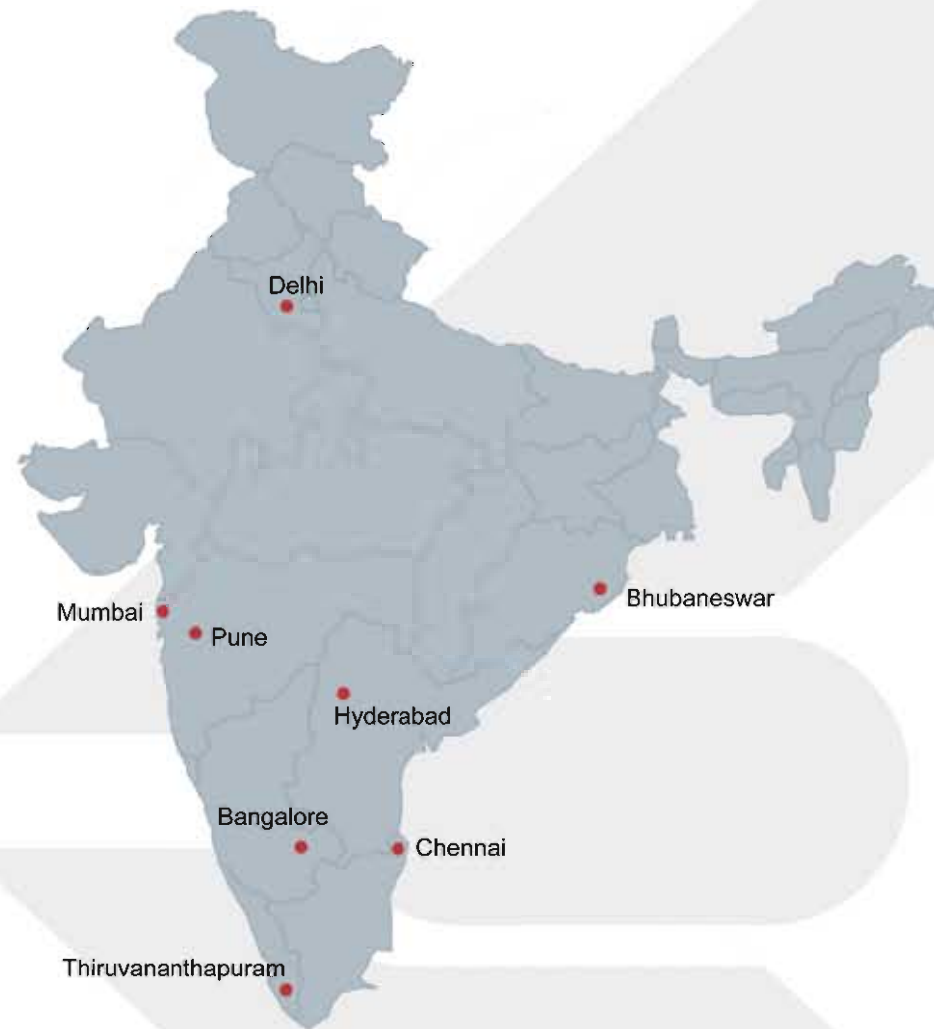 Delhi
Bhubaneswar
Mumbai
Pune
Hyderabad
Bangalore
Chennai
Thiruvananthapuram